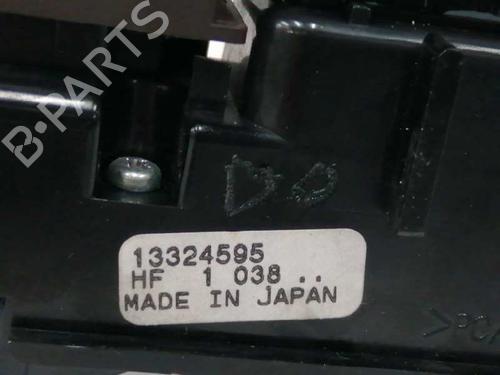 B-PARTS
13324595
HF 1 038 ..
MADE IN JAPAN